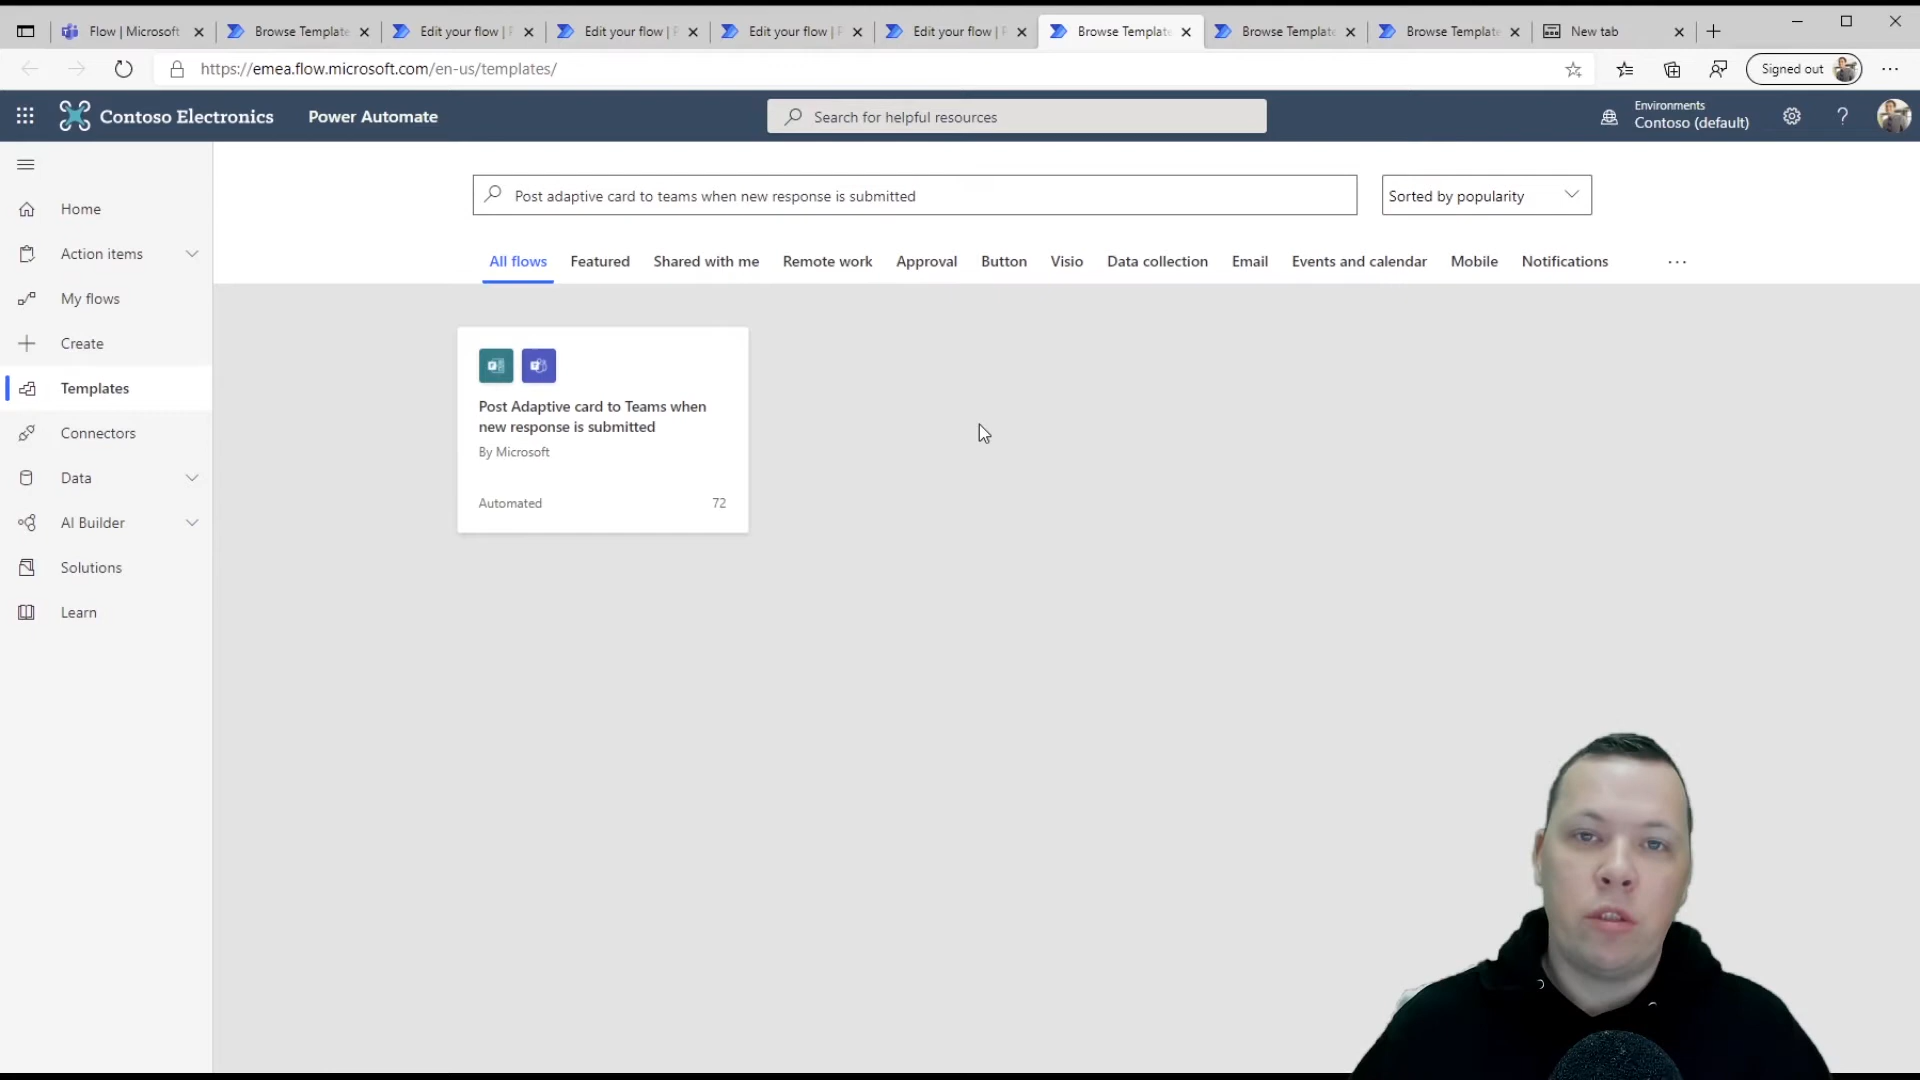 Flow | Microsoft
Browse Template
Edit your flow |
Edit your flow |
Edit your flow |
Edit your flow |
Browse Template
Browse Template
Browse Template
New tab
https://emea.flow.microsoft.com/en-us/templates/
Signed out
Contoso Electronics
Power Automate
Search for helpful resources
Environments
Contoso (default)
Post adaptive card to teams when new response is submitted
Sorted by popularity
Home
Action items
My flows
Create
Templates
Connectors
Data
AI Builder
Solutions
Learn
All flows
Featured
Shared with me
Remote work
Approval
Button
Visio
Data collection
Email
Events and calendar
Mobile
Notifications
Post Adaptive card to Teams when
new response is submitted
By Microsoft
Automated
72